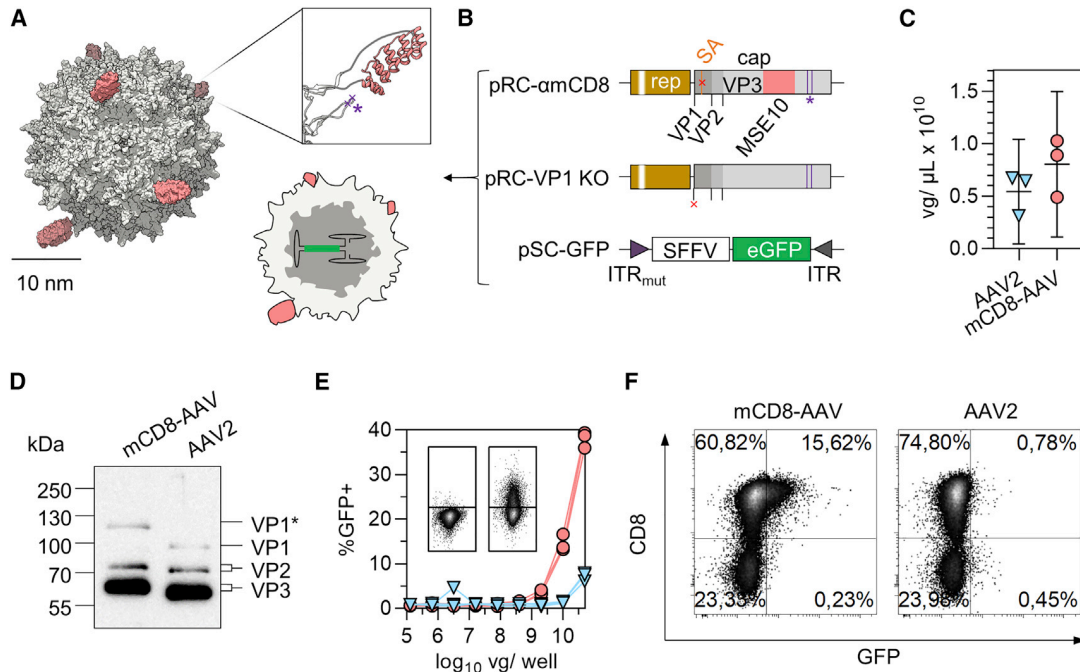 A
10 nm
B
SA
cap
pRC-αmCD8
rep
VP3
VP1
VP2
MSE10
*
pRC-VP1 KO
pSC-GFP
SFFV
eGFP
ITRmut
ITR
C
vg/ µL x 10^10
1.5
1.0
0.5
0.0
AAV2
mCD8-AAV
D
kDa
mCD8-AAV
AAV2
250
130
100
70
55
VP1*
VP1
VP2
VP3
E
%GFP+
40
30
20
10
0
5 6 7 8 9 10
log10 vg/ well
F
mCD8-AAV
AAV2
60,82% 15,62%
74,80% 0,78%
CD8
23,33% 0,23%
23,98% 0,45%
GFP